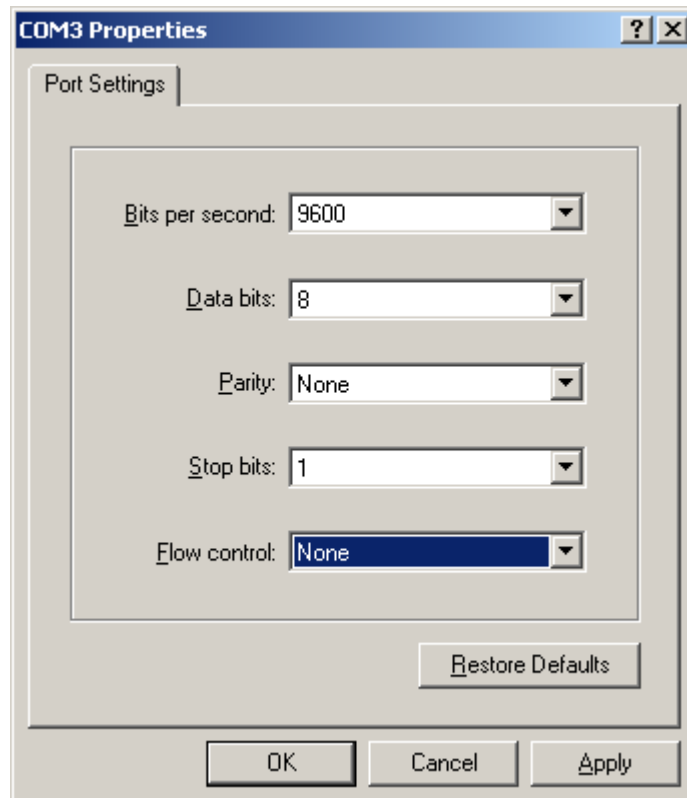 COM3 Properties
Port Settings
Bits per second: 9600
Data bits: 8
Parity: None
Stop bits: 1
Flow control: None
Restore Defaults
OK Cancel Apply